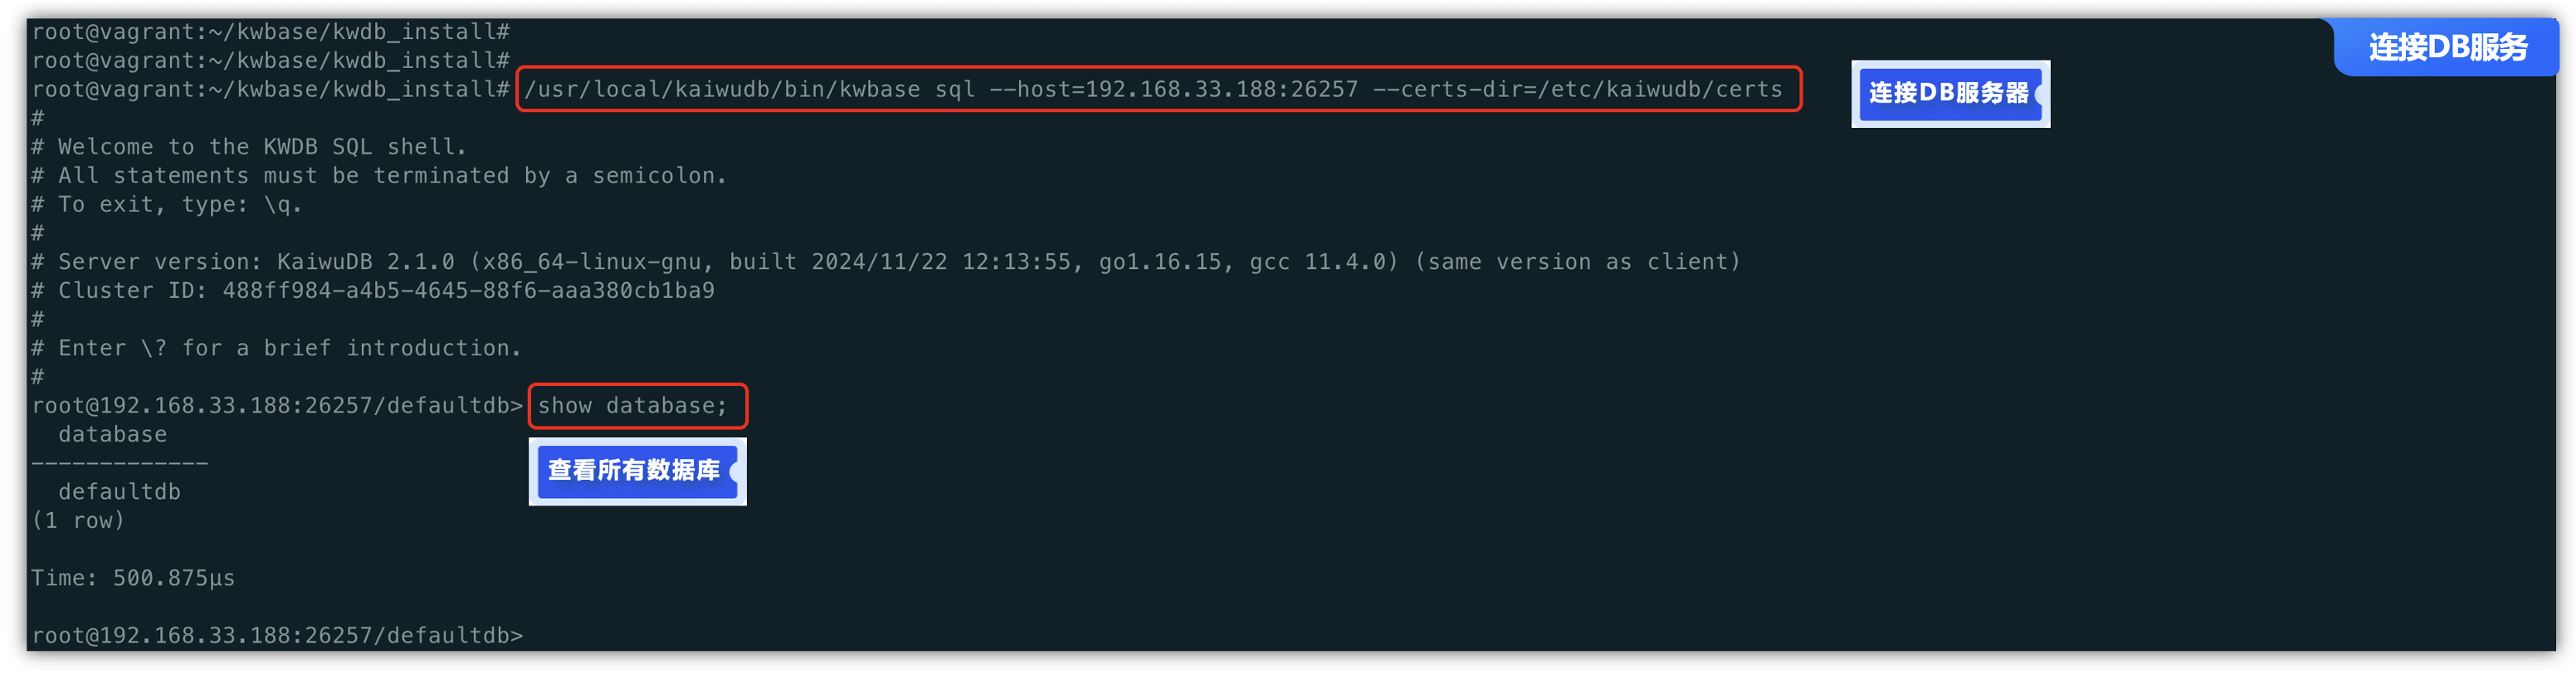 连接DB服务
root@vagrant:~/kwbase/kwdb_install#
root@vagrant:~/kwbase/kwdb_install#
root@vagrant:~/kwbase/kwdb_install# /usr/local/kaiwudb/bin/kwbase sql --host=192.168.33.188:26257 --certs-dir=/etc/kaiwudb/certs
连接DB服务器
#
# Welcome to the KWDB SQL shell.
# All statements must be terminated by a semicolon.
# To exit, type: \q.
#
# Server version: KaiwuDB 2.1.0 (x86_64-linux-gnu, built 2024/11/22 12:13:55, go1.16.15, gcc 11.4.0) (same version as client)
# Cluster ID: 488ff984-a4b5-4645-88f6-aaa380cb1ba9
#
# Enter \? for a brief introduction.
#
root@192.168.33.188:26257/defaultdb> show database;
  database
-------------
查看所有数据库
  defaultdb
(1 row)
Time: 500.875µs
root@192.168.33.188:26257/defaultdb>